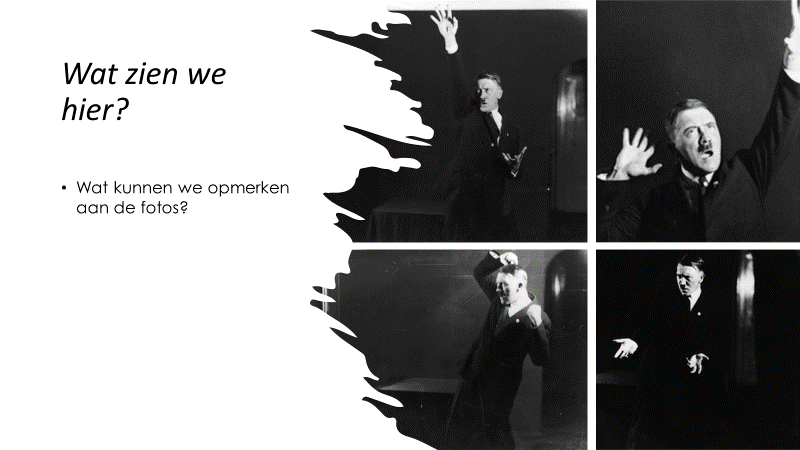 Wat zien we
hier?
• Wat kunnen we opmerken
aan de fotos?